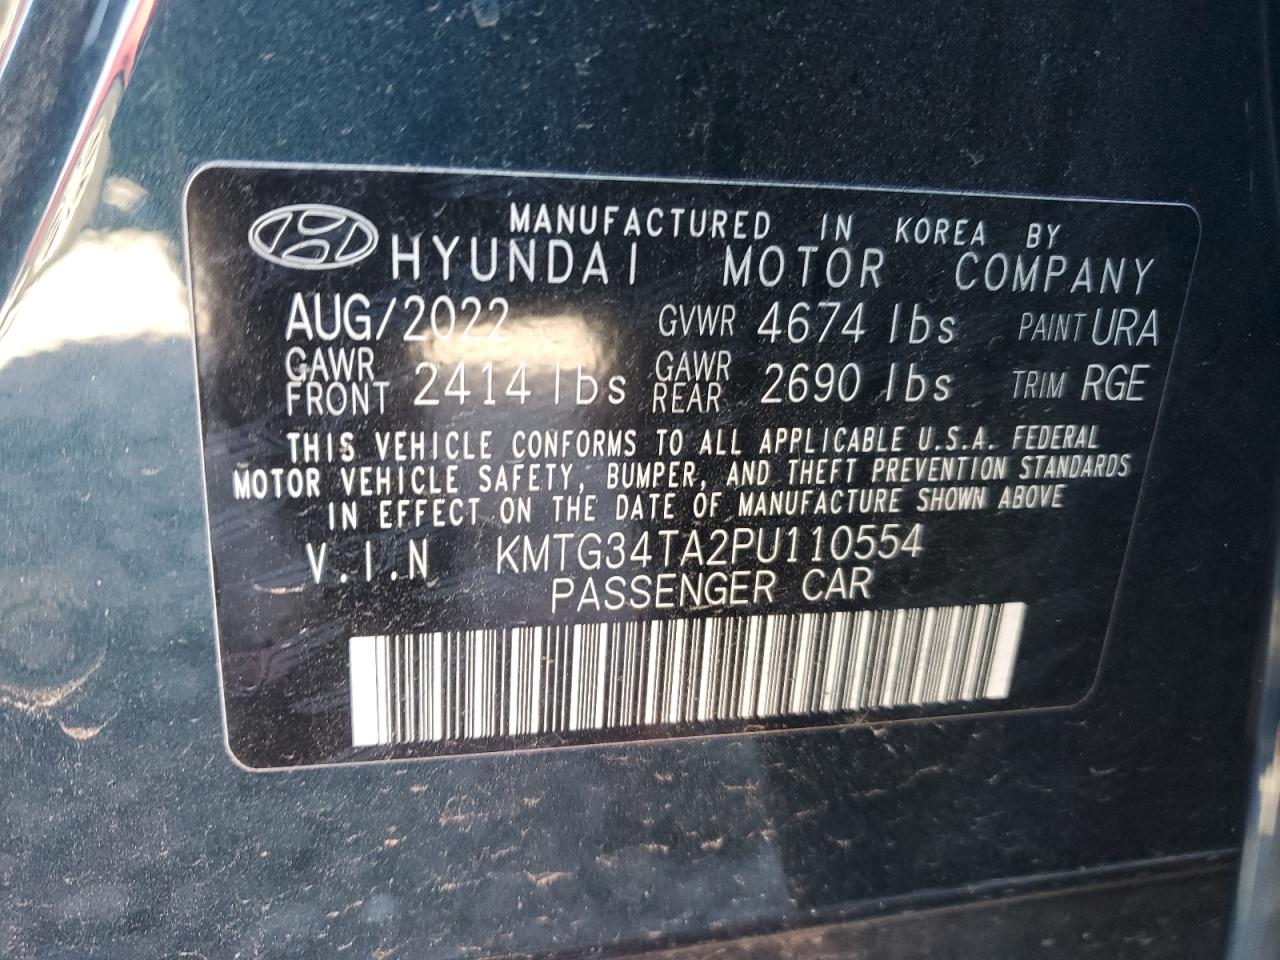 MANUFACTURED IN KOREA BY
HYUNDAI MOTOR COMPANY
AUG/2022 GVWR 4674 lbs PAINT URA
GAWR FRONT 2414 lbs GAWR REAR 2690 lbs TRIM RGE
THIS VEHICLE CONFORMS TO ALL APPLICABLE U.S.A. FEDERAL
MOTOR VEHICLE SAFETY, BUMPER, AND THEFT PREVENTION STANDARDS
IN EFFECT ON THE DATE OF MANUFACTURE SHOWN ABOVE
V.I.N KMTG34TA2PU110554
PASSENGER CAR